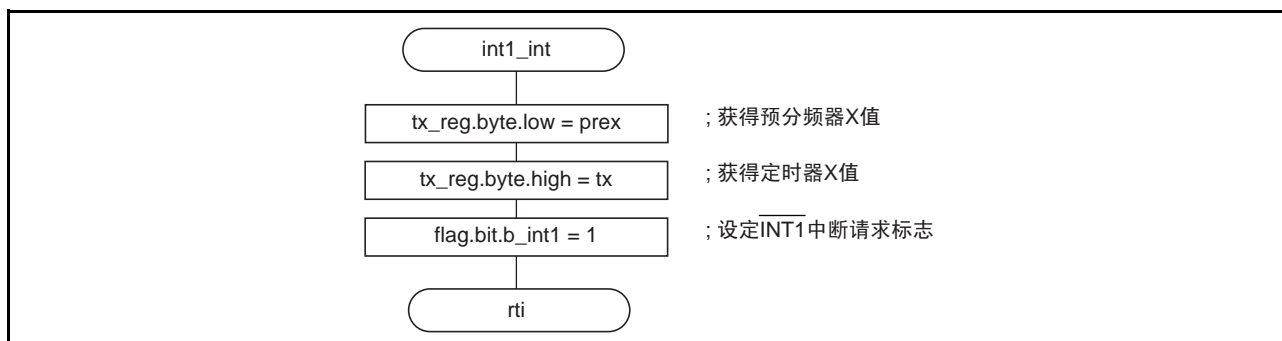 int1_int
tx_reg.byte.low = prex ; 获得预分频器X值
tx_reg.byte.high = tx ; 获得定时器X值
flag.bit.b_int1 = 1 ; 设定INT1中断请求标志
rti